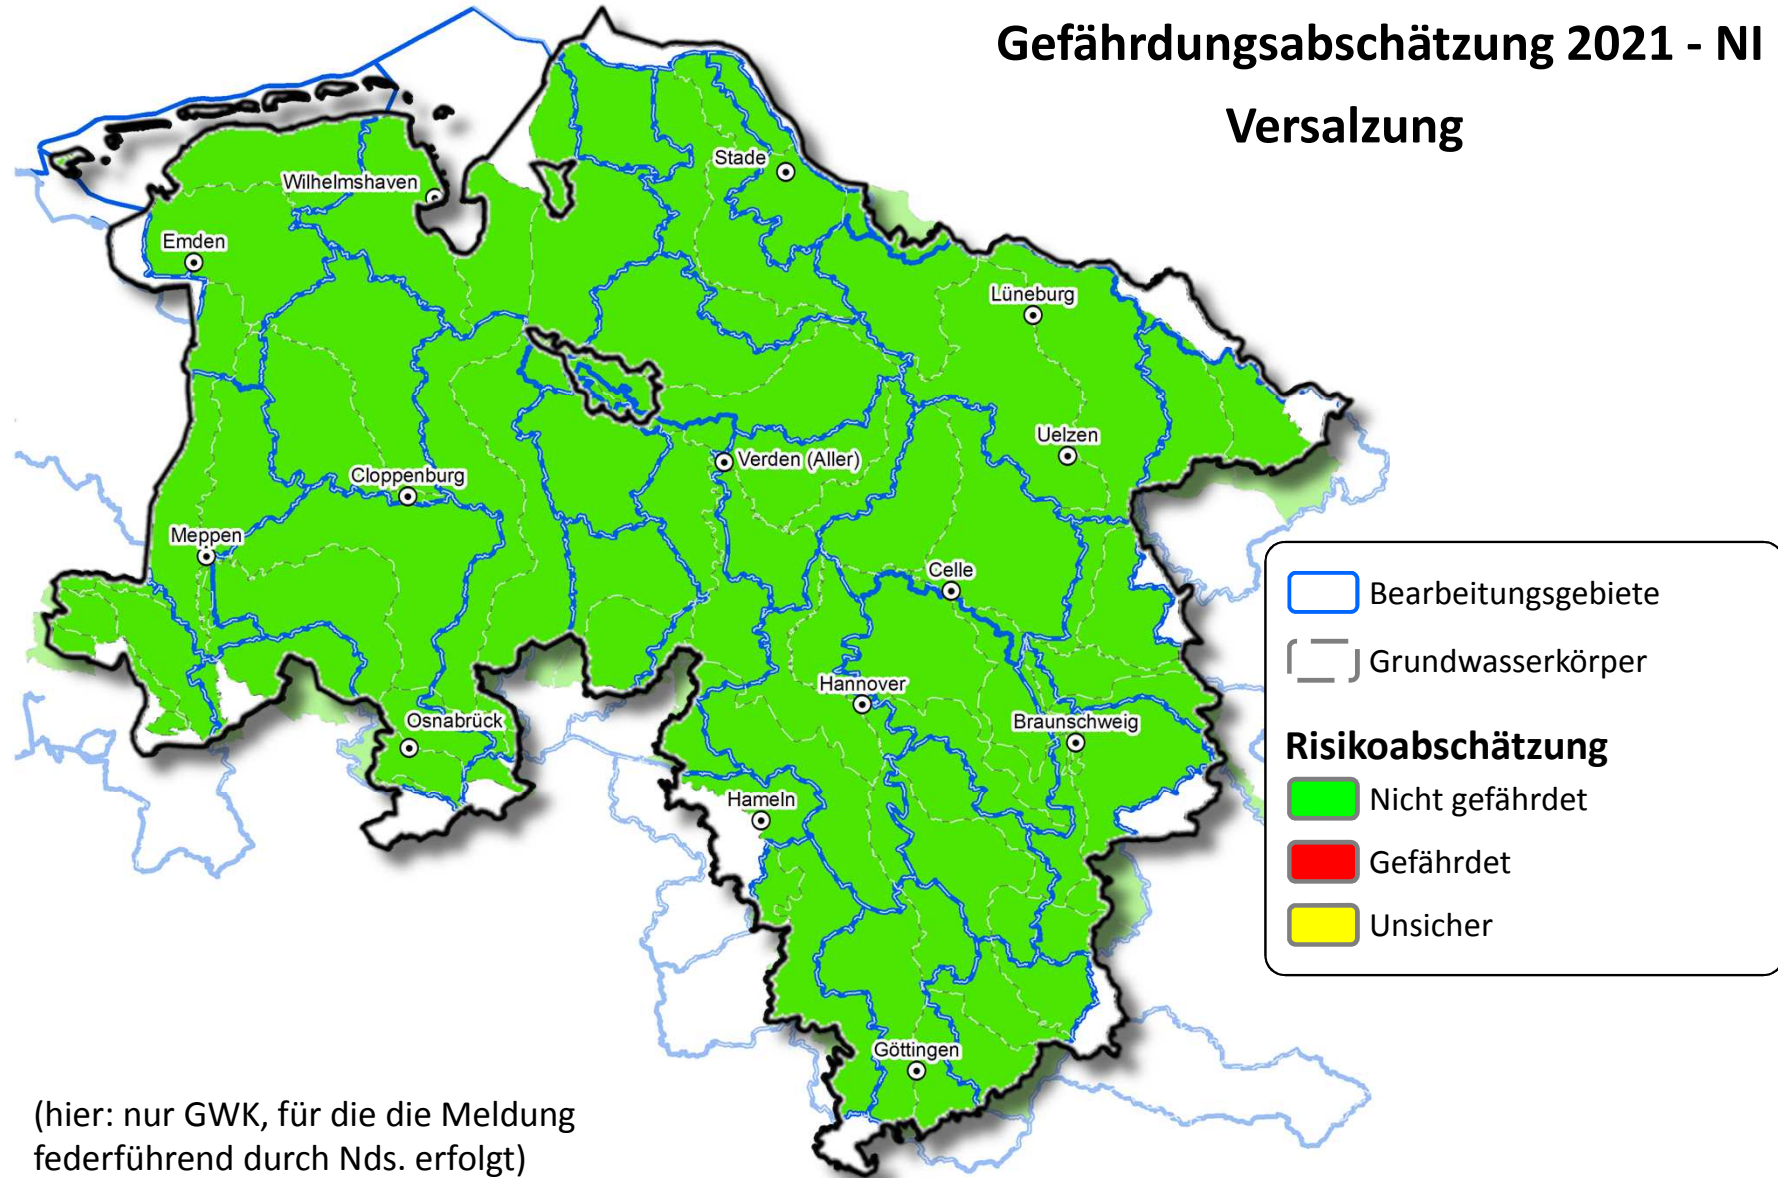 Gefährdungsabschätzung 2021 - NI
Versalzung
Stade
Wilhelmshaven
Emden
Lüneburg
Uelzen
Verden (Aller)
Cloppenburg
Meppen
Celle
Hannover
Osnabrück
Braunschweig
Hameln
Göttingen
Bearbeitungsgebiete
Grundwasserkörper
Risikoabschätzung
Nicht gefährdet
Gefährdet
Unsicher
(hier: nur GWK, für die die Meldung
federführend durch Nds. erfolgt)